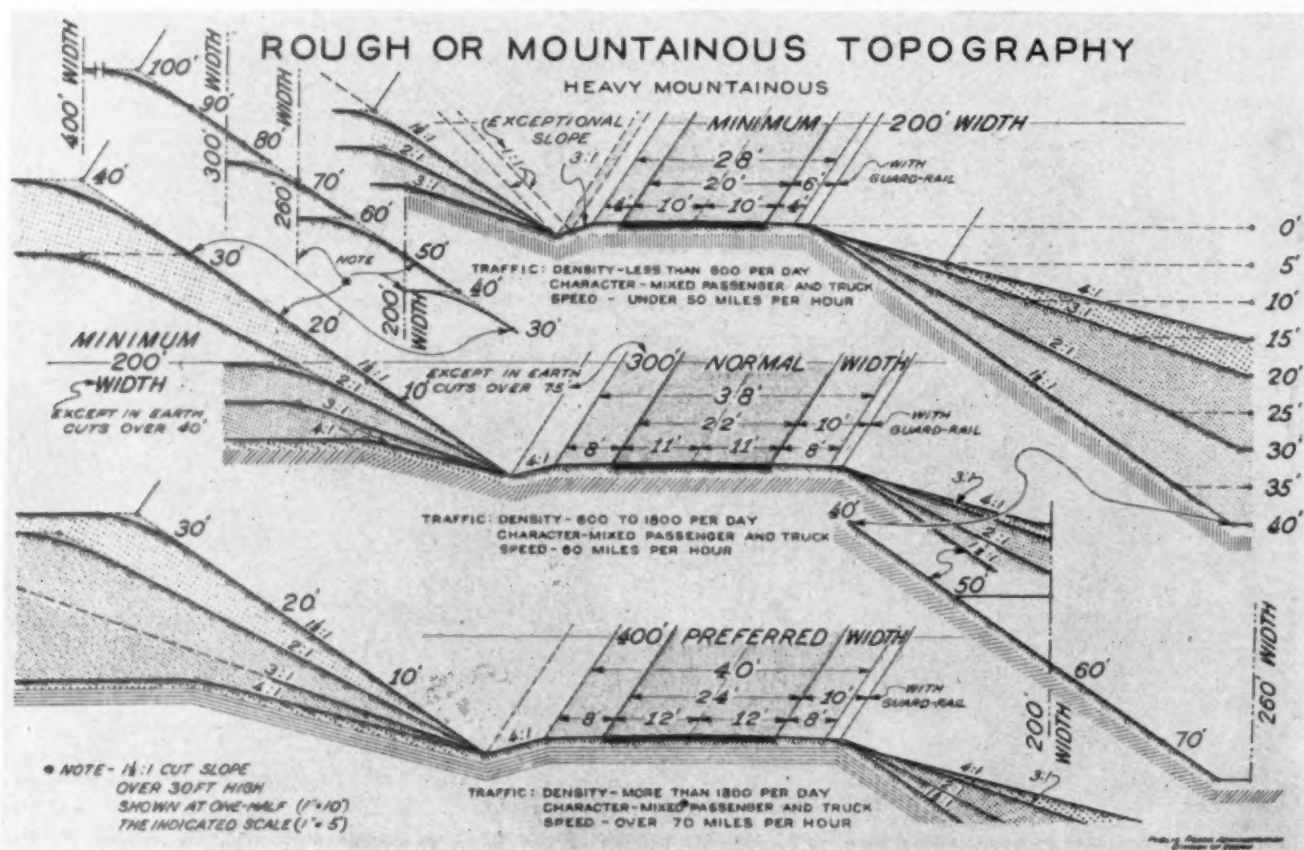 ROUGH OR MOUNTAINOUS TOPOGRAPHY
HEAVY MOUNTAINOUS
400' WIDTH
300' WIDTH
260' WIDTH
200' WIDTH
100'
90'
80'
70'
60'
50'
40'
30'
NOTE
1½:1
2:1
3:1
1:1
EXCEPTIONAL
SLOPE
3:1
MINIMUM 200' WIDTH
28'
20' 6'
4' 10' 10' 4'
WITH
GUARD-RAIL
TRAFFIC: DENSITY-LESS THAN 600 PER DAY
CHARACTER-MIXED PASSENGER AND TRUCK
SPEED - UNDER 50 MILES PER HOUR
4:1
3:1
2:1
1½:1
0'
5'
10'
15'
20'
25'
30'
35'
40'
40'
30'
20'
10'
MINIMUM
200'
WIDTH
EXCEPT IN EARTH
CUTS OVER 40'
1½:1
2:1
3:1
4:1
4:1
EXCEPT IN EARTH
CUTS OVER 75'
300' NORMAL WIDTH
38'
22' 10'
8' 11' 11' 8'
WITH
GUARD-RAIL
TRAFFIC: DENSITY-600 TO 1800 PER DAY
CHARACTER-MIXED PASSENGER AND TRUCK
SPEED-60 MILES PER HOUR
3:1
4:1
2:1
1½:1
40'
50'
60'
70'
200'
WIDTH
260' WIDTH
30'
20'
10'
1½:1
2:1
3:1
4:1
4:1
400' PREFERRED WIDTH
40'
24' 10'
8' 12' 12' 8'
WITH
GUARD-RAIL
TRAFFIC: DENSITY-MORE THAN 1800 PER DAY
CHARACTER-MIXED PASSENGER AND TRUCK
SPEED-OVER 70 MILES PER HOUR
4:1
3:1
NOTE- 1½:1 CUT SLOPE
OVER 30FT HIGH
SHOWN AT ONE-HALF (1"=10')
THE INDICATED SCALE (1"=5')
PUBLIC ROADS ADMINISTRATION
DIVISION OF DESIGN